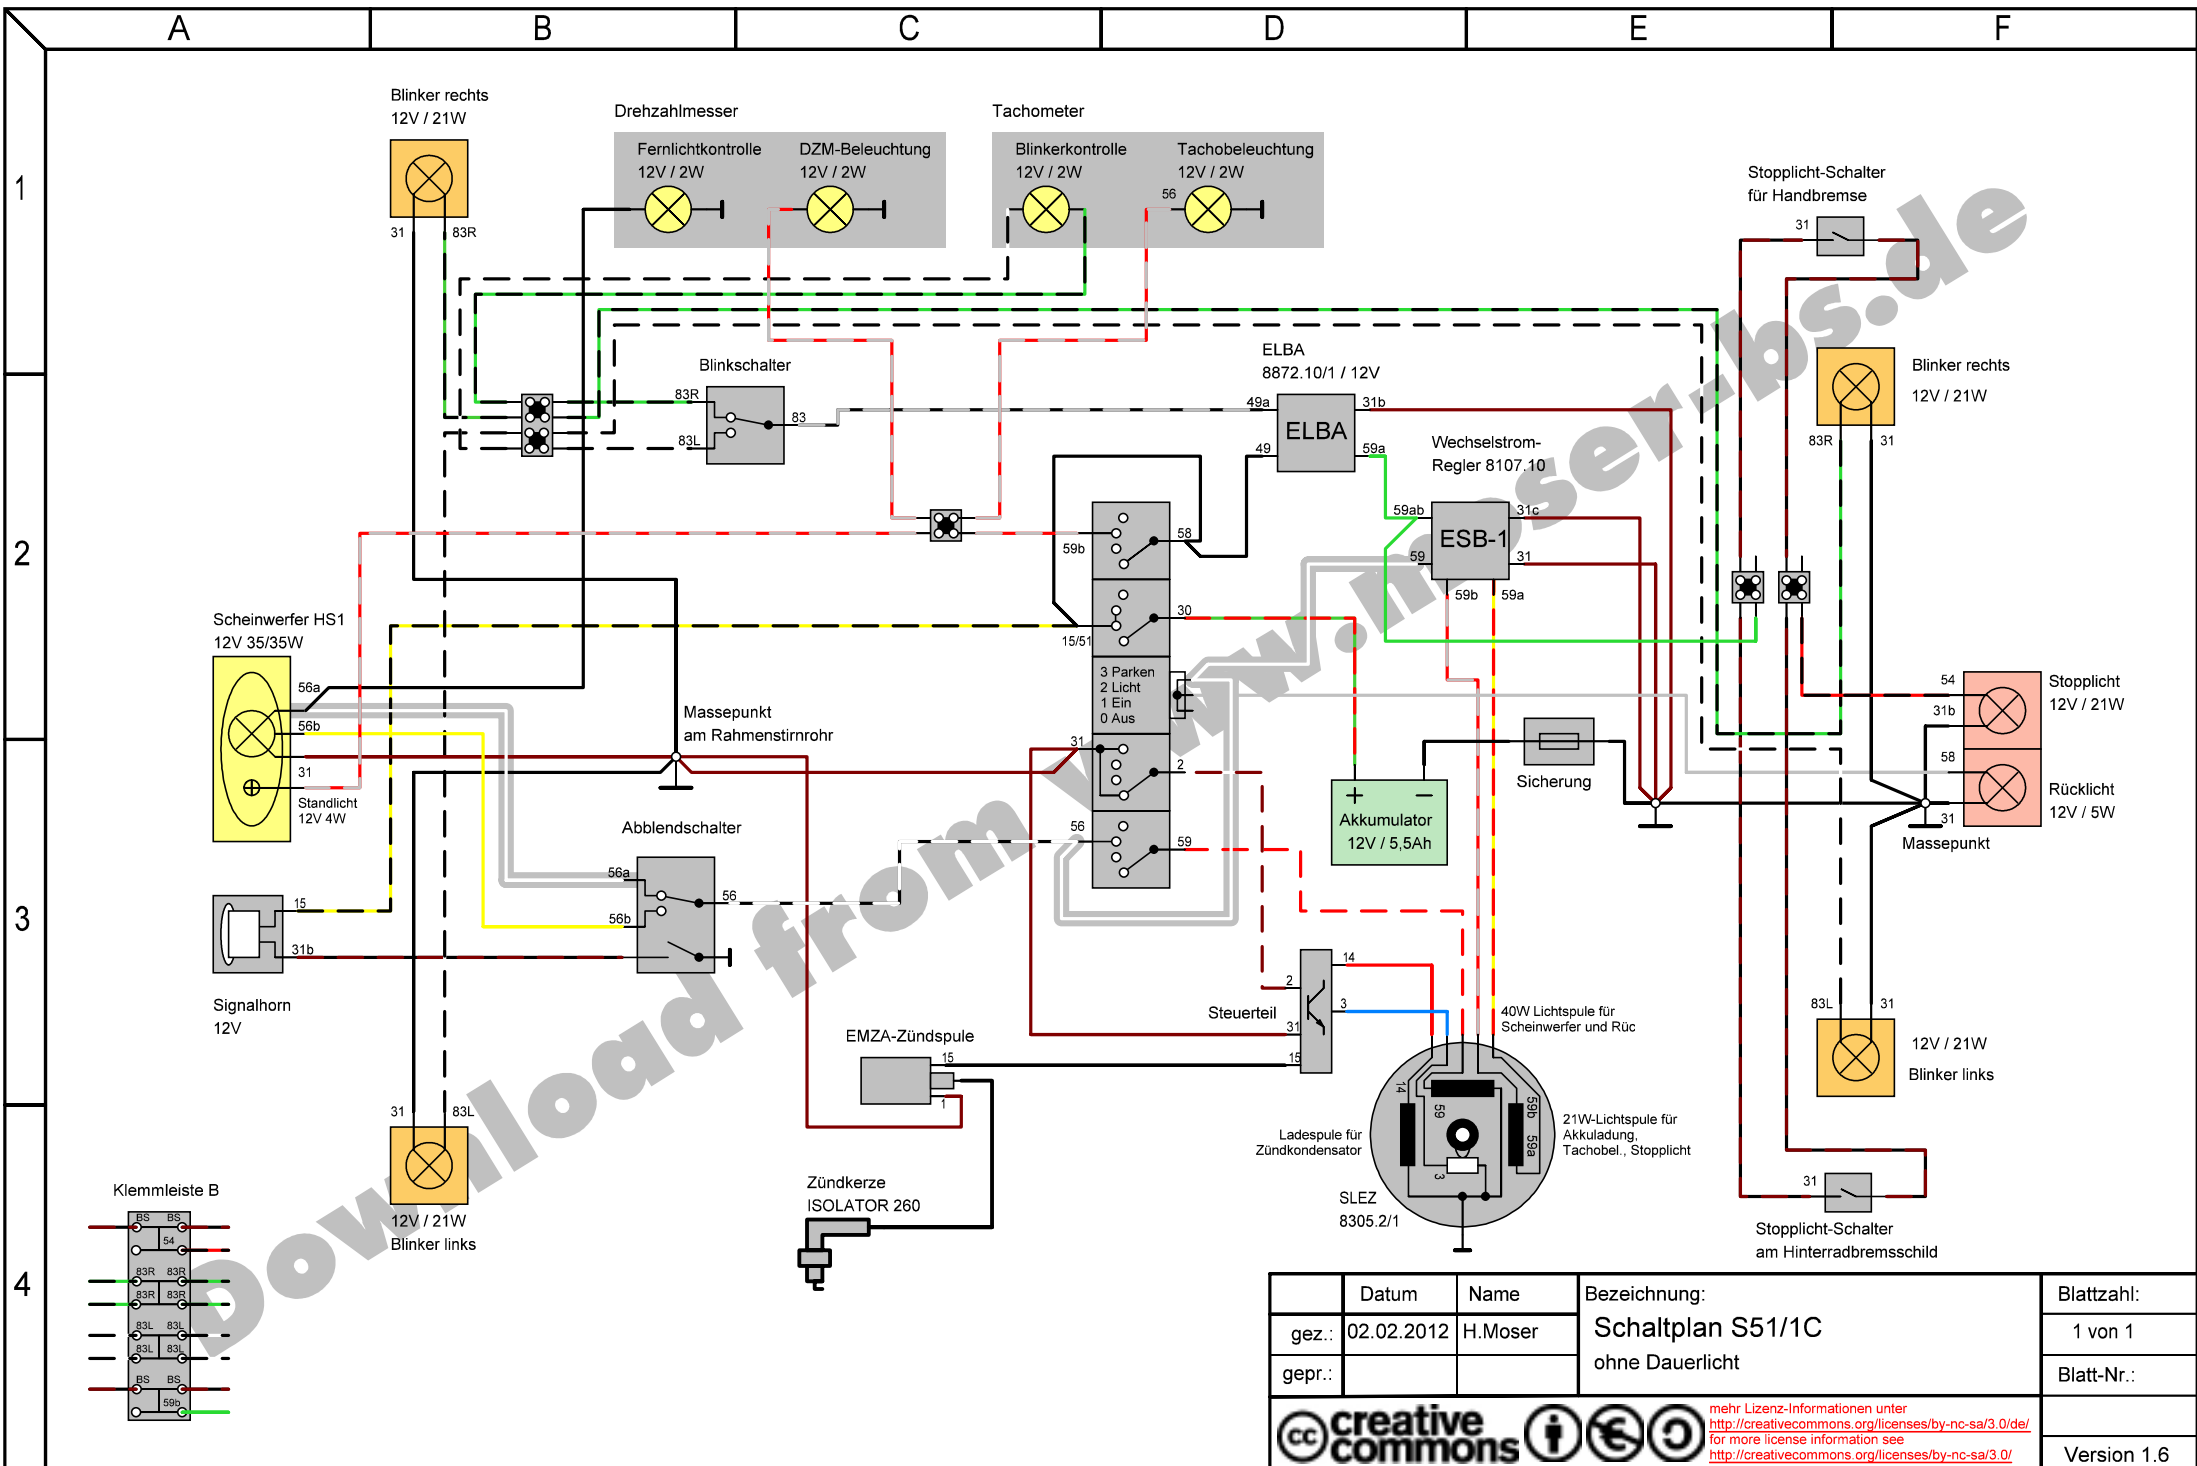 A B C D E F
1
2
3
4
Blinker rechts
12V / 21W
31 83R
Drehzahlmesser
Fernlichtkontrolle
12V / 2W
DZM-Beleuchtung
12V / 2W
Tachometer
Blinkerkontrolle
12V / 2W
Tachobeleuchtung
12V / 2W
56
Stopplicht-Schalter
für Handbremse
31
Blinkschalter
83R
83L
83
ELBA
8872.10/1 / 12V
49a
49
ELBA
31b
59a
Wechselstrom-
Regler 8107.10
59ab
59
ESB-1
31c
31
59b
59a
Blinker rechts
12V / 21W
83R
31
Scheinwerfer HS1
12V 35/35W
56a
56b
31
Standlicht
12V 4W
Massepunkt
am Rahmenstirnrohr
59b
58
15/51
30
3 Parken
2 Licht
1 Ein
0 Aus
31
2
56
59
Sicherung
Akkumulator
12V / 5,5Ah
54
31b
58
31
Stopplicht
12V / 21W
Rücklicht
12V / 5W
Massepunkt
Abblendschalter
56a
56b
56
15
31b
Signalhorn
12V
Steuerteil
2
31
15
14
3
EMZA-Zündspule
15
1
40W Lichtspule für
Scheinwerfer und Rüc
14
59
59b
59a
3
Ladespule für
Zündkondensator
21W-Lichtspule für
Akkuladung,
Tachobel., Stopplicht
SLEZ
8305.2/1
83L
31
12V / 21W
Blinker links
31
83L
12V / 21W
Blinker links
Zündkerze
ISOLATOR 260
31
Stopplicht-Schalter
am Hinterradbremsschild
Klemmleiste B
BS BS
54
83R 83R
83R 83R
83L 83L
83L 83L
BS BS
59b
Download from www.moser-bs.de
Datum Name
gez.: 02.02.2012 H.Moser
gepr.:
Bezeichnung:
Schaltplan S51/1C
ohne Dauerlicht
Blattzahl:
1 von 1
Blatt-Nr.:
Version 1.6
cc creative
commons
mehr Lizenz-Informationen unter
http://creativecommons.org/licenses/by-nc-sa/3.0/de/
for more license information see
http://creativecommons.org/licenses/by-nc-sa/3.0/